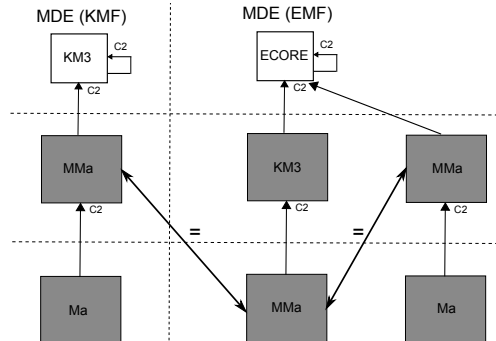 MDE (KMF)
MDE (EMF)
C2
C2
KM3
ECORE
C2
C2
MMa
KM3
MMa
C2
C2
C2
=
=
Ma
MMa
Ma